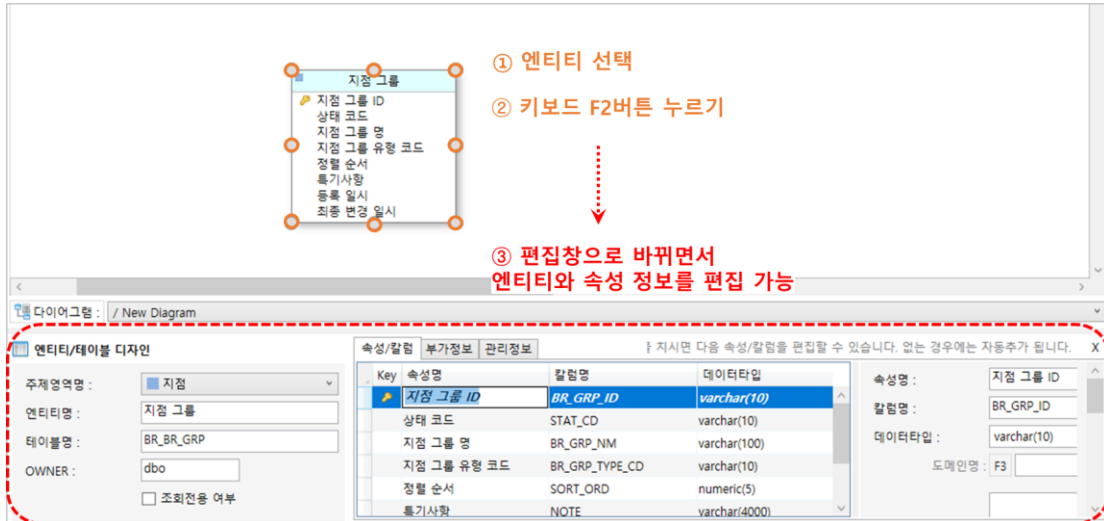 ① 엔티티 선택
지점 그룹
지점 그룹 ID
상태 코드
지점 그룹 명
지점 그룹 유형 코드
정렬 순서
특기사항
등록 일시
최종 변경 일시
② 키보드 F2버튼 누르기
③ 편집창으로 바뀌면서
엔티티와 속성 정보를 편집 가능
다이어그램 : / New Diagram
엔티티/테이블 디자인
주제영역명 : 지점
엔티티명 : 지점 그룹
테이블명 : BR_BR_GRP
OWNER : dbo
조회전용 여부
속성/칼럼 부가정보 관리정보 치시면 다음 속성/칼럼을 편집할 수 있습니다. 없는 경우에는 자동추가 됩니다. X
Key 속성명 칼럼명 데이터타입
지점 그룹 ID BR_GRP_ID varchar(10)
상태 코드 STAT_CD varchar(10)
지점 그룹 명 BR_GRP_NM varchar(100)
지점 그룹 유형 코드 BR_GRP_TYPE_CD varchar(10)
정렬 순서 SORT_ORD numeric(5)
특기사항 NOTE varchar(4000)
속성명 : 지점 그룹 ID
칼럼명 : BR_GRP_ID
데이터타입 : varchar(10)
도메인명 : F3